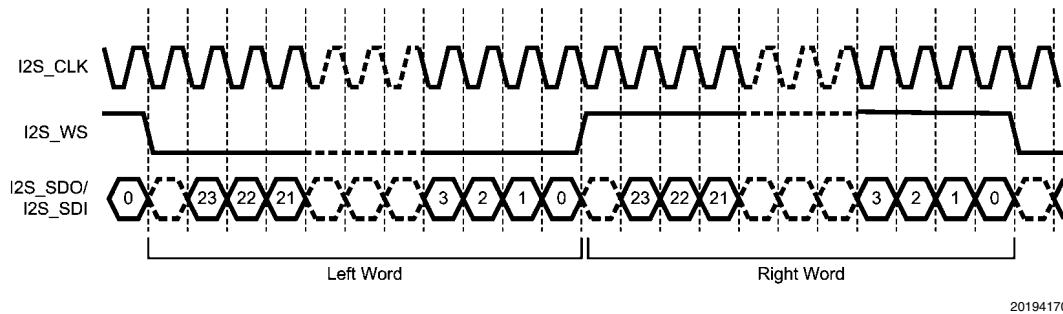 I2S_CLK
I2S_WS
I2S_SDO/
I2S_SDI
0 23 22 21 3 2 1 0 23 22 21 3 2 1 0
Left Word Right Word
20194170